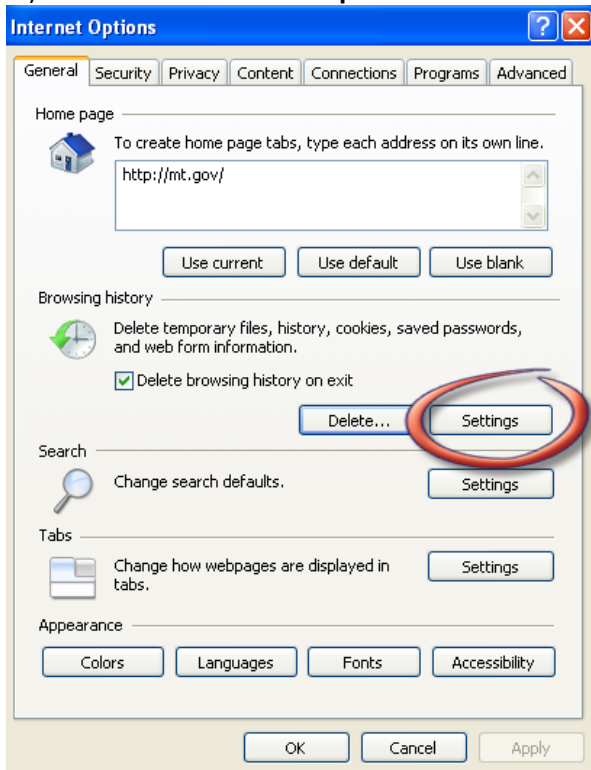 Internet Options
General Security Privacy Content Connections Programs Advanced
Home page
To create home page tabs, type each address on its own line.
http://mt.gov/
Use current Use default Use blank
Browsing history
Delete temporary files, history, cookies, saved passwords,
and web form information.
Delete browsing history on exit
Delete... Settings
Search
Change search defaults. Settings
Tabs
Change how webpages are displayed in Settings
tabs.
Appearance
Colors Languages Fonts Accessibility
OK Cancel Apply